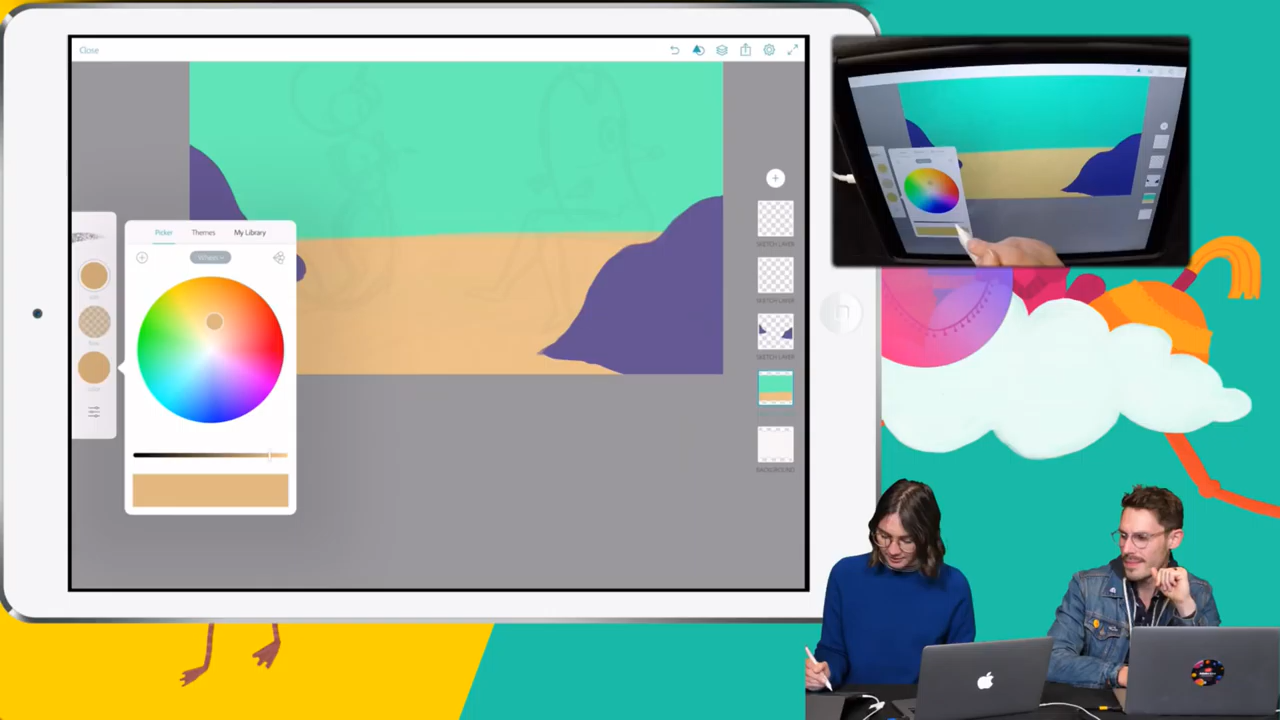 Close
Picker Themes My Library
Wheel
SKETCH LAYER
SKETCH LAYER
SKETCH LAYER
BACKGROUND